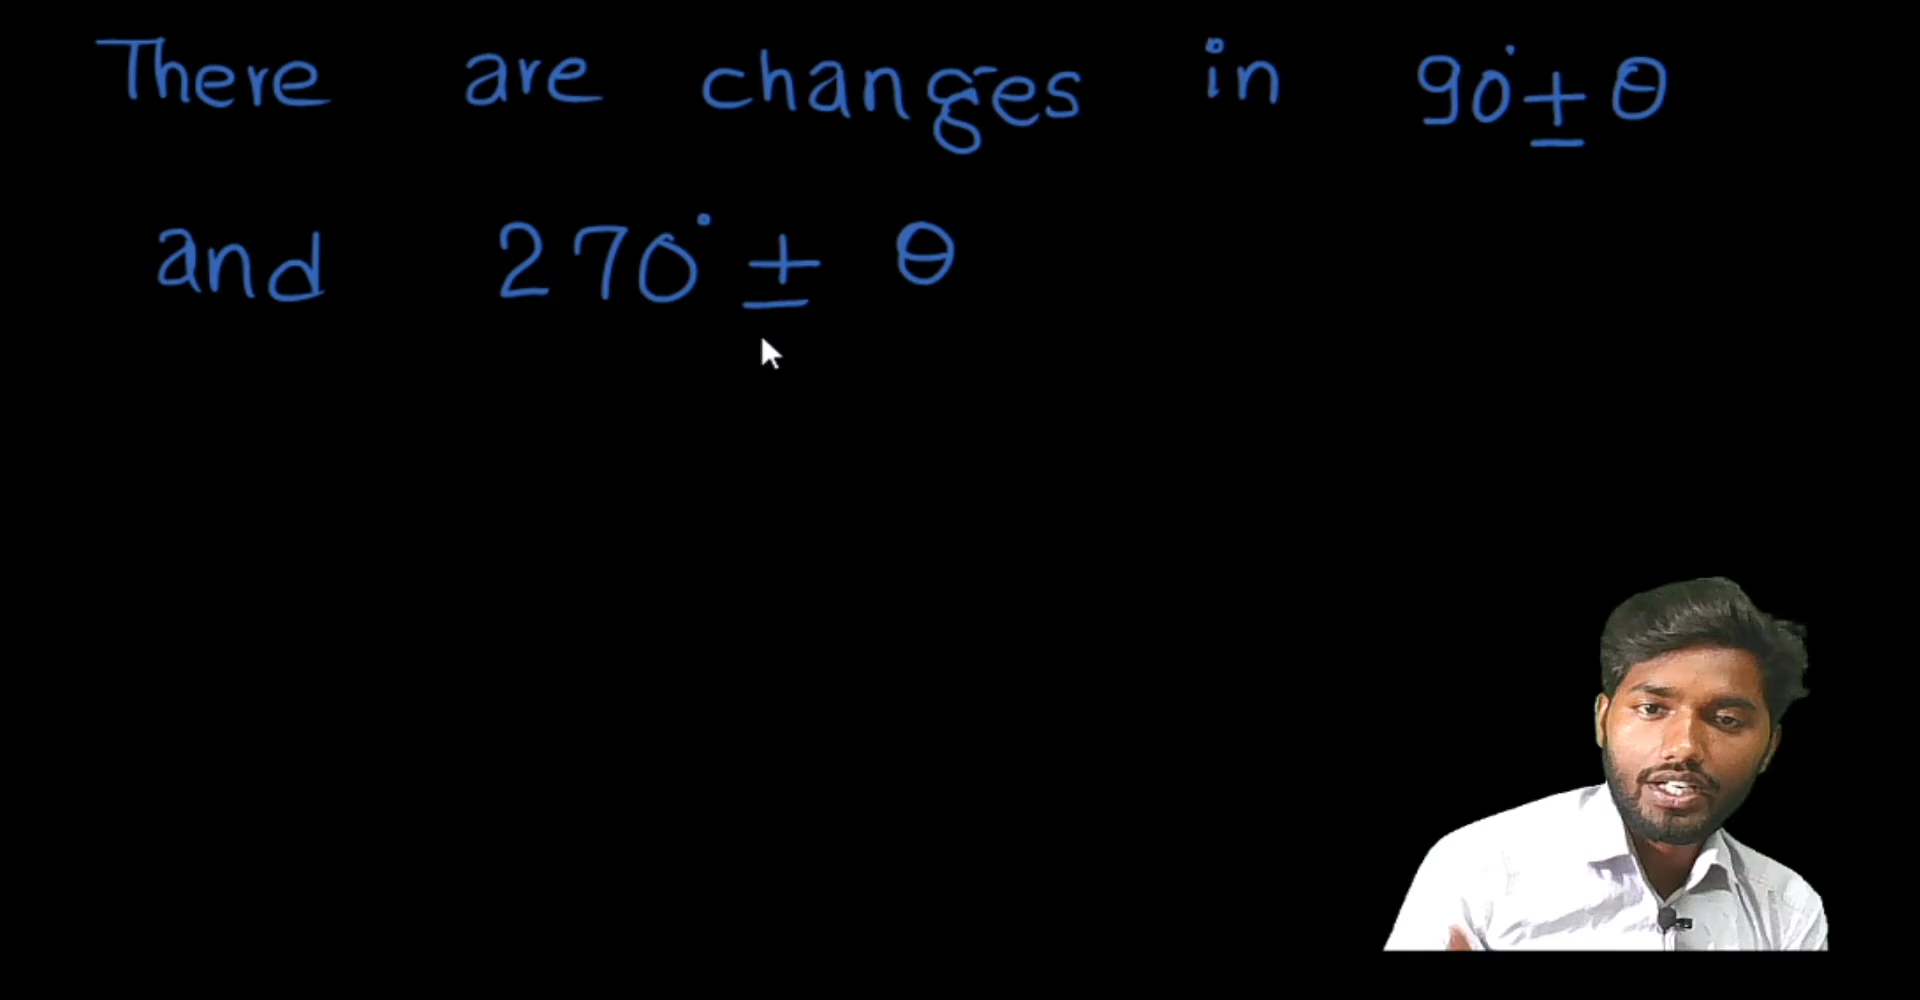 There are changes in 90° ± θ
and 270° ± θ